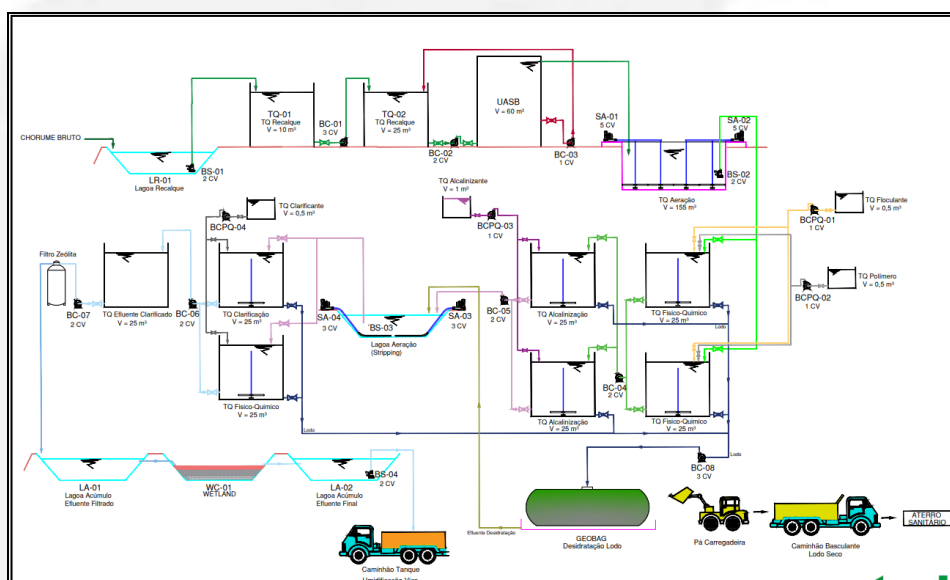 CHORUME BRUTO
LR-01
Lagoa Recalque
BS-01
2 CV
TQ-01
TQ Recalque
V = 10 m³
BC-01
3 CV
TQ-02
TQ Recalque
V = 25 m³
BC-02
2 CV
UASB
V = 60 m³
BC-03
1 CV
SA-01
5 CV
SA-02
5 CV
BS-02
2 CV
TQ Aeração
V = 155 m³
Filtro Zeólita
BC-07
2 CV
TQ Efluente Clarificado
V = 25 m³
BC-06
2 CV
BCPQ-04
TQ Clarificante
V = 0,5 m³
TQ Clarificação
V = 25 m³
TQ Fisico-Químico
V = 25 m³
SA-04
3 CV
BS-03
SA-03
3 CV
Lagoa Aeração
(Stripping)
TQ Alcalinizante
V = 1 m³
BCPQ-03
1 CV
BC-05
2 CV
TQ Alcalinização
V = 25 m³
TQ Alcalinização
V = 25 m³
BC-04
2 CV
TQ Fisico-Quimico
V = 25 m³
TQ Fisico-Quimico
V = 25 m³
BCPQ-01
1 CV
TQ Floculante
V = 0,5 m³
BCPQ-02
1 CV
TQ Polímero
V = 0,5 m³
Lodo
Lodo
Lodo
BC-08
3 CV
LA-01
Lagoa Acúmulo
Efluente Filtrado
WC-01
WETLAND
LA-02
Lagoa Acúmulo
Efluente Final
BS-04
2 CV
Caminhão Tanque
Efluente Desidratação
GEOBAG
Desidratação Lodo
Pá Carregadeira
Caminhão Basculante
Lodo Seco
ATERRO
SANITÁRIO